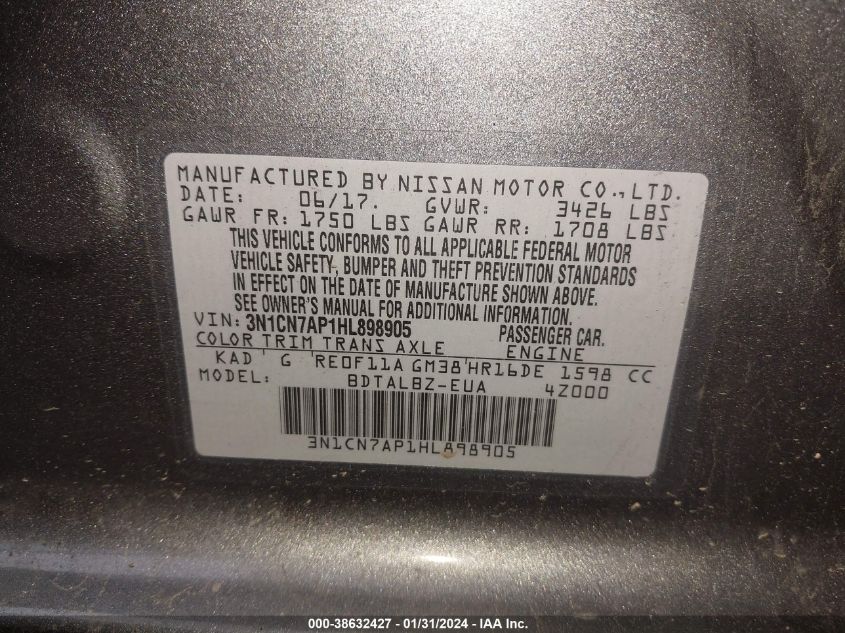 MANUFACTURED BY NISSAN MOTOR CO., LTD.
DATE: 06/17. GVWR: 3426 LBS
GAWR FR: 1750 LBS GAWR RR: 1708 LBS
THIS VEHICLE CONFORMS TO ALL APPLICABLE FEDERAL MOTOR
VEHICLE SAFETY, BUMPER AND THEFT PREVENTION STANDARDS
IN EFFECT ON THE DATE OF MANUFACTURE SHOWN ABOVE.
SEE OWNER'S MANUAL FOR ADDITIONAL INFORMATION.
VIN: 3N1CN7AP1HL898905 PASSENGER CAR.
COLOR TRIM TRANS AXLE ENGINE
KAD ' G 'RE0F11A GM38'HR16DE 1598 CC
MODEL: BDTALBZ-EUA 4Z000
3N1CN7AP1HL898905
000-38632427 - 01/31/2024 - IAA Inc.